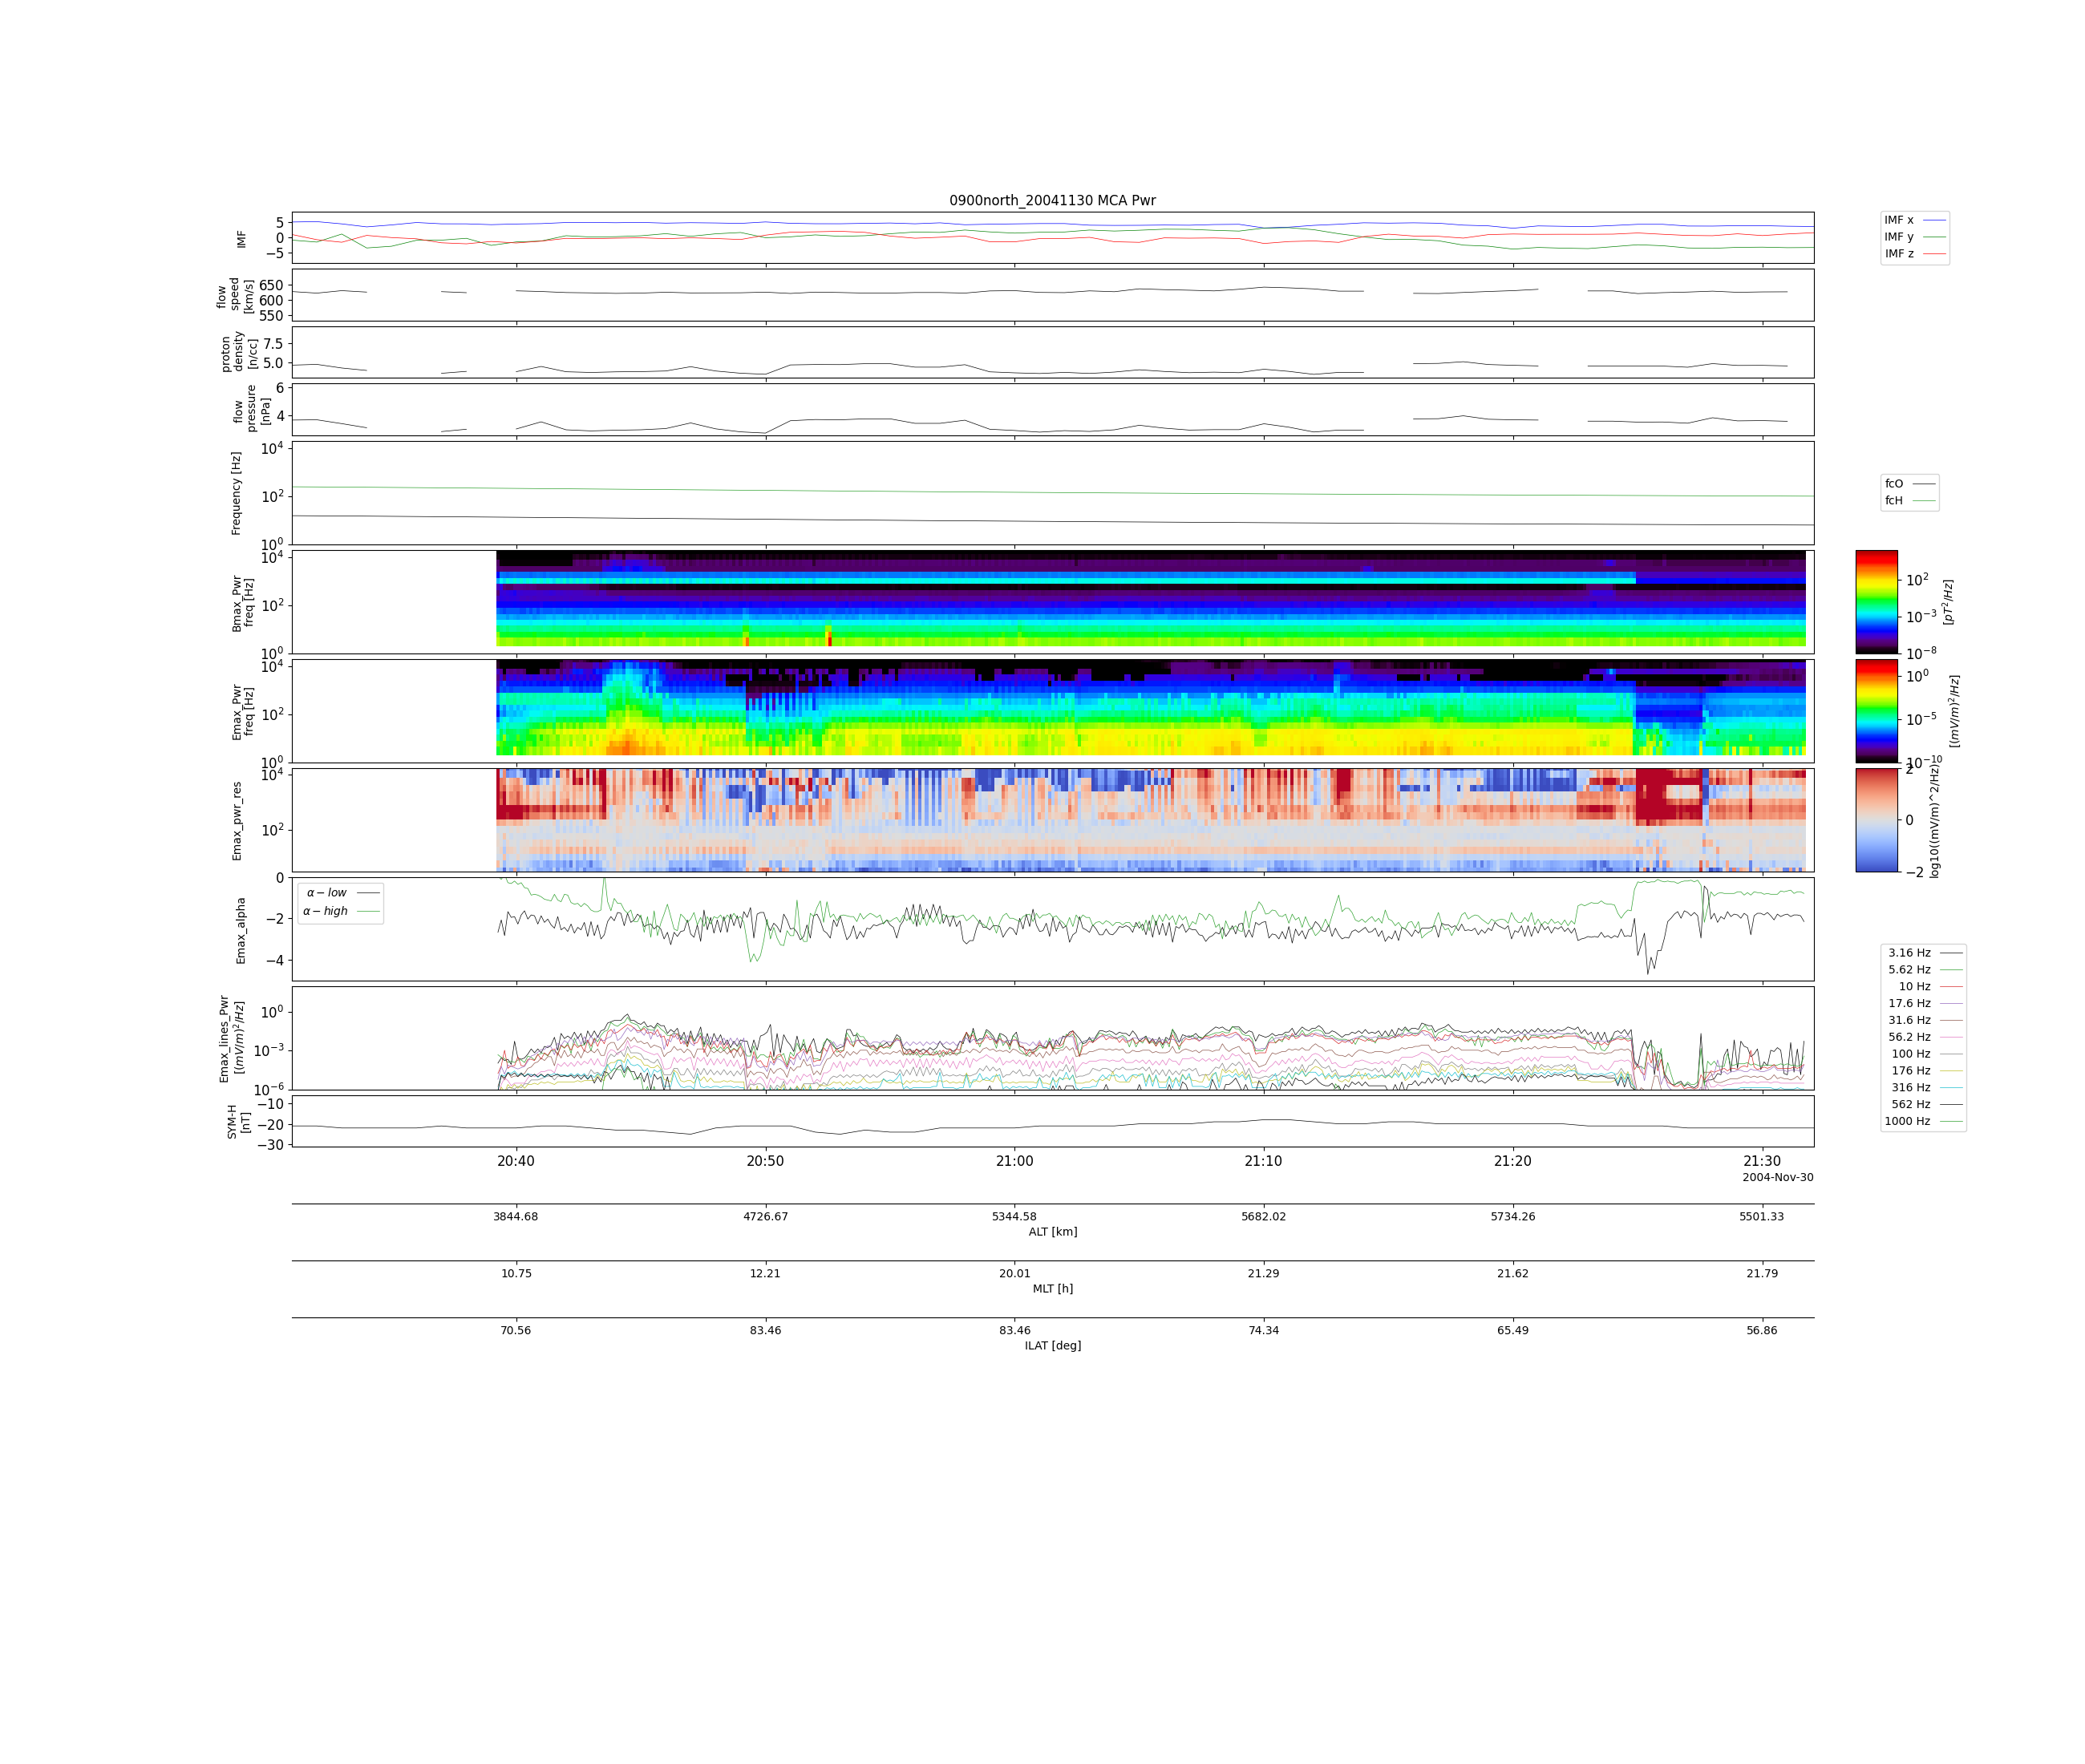 0900north_20041130 MCA Pwr
IMF
5
0
−5
IMF x
IMF y
IMF z
flow
speed
[km/s]
650
600
550
proton
density
[n/cc]
7.5
5.0
flow
pressure
[nPa]
6
4
Frequency [Hz]
10^4
10^2
10^0
fcO
fcH
Bmax_Pwr
freq [Hz]
10^4
10^2
10^0
10^2
10^−3
10^−8
[pT^2/Hz]
Emax_Pwr
freq [Hz]
10^4
10^2
10^0
10^0
10^−5
10^−10
[(mV/m)^2/Hz]
Emax_pwr_res
10^4
10^2
2
0
−2
log10((mV/m)^2/Hz)
Emax_alpha
0
−2
−4
α − low
α − high
Emax_lines_Pwr
[(mV/m)^2/Hz]
10^0
10^−3
10^−6
3.16 Hz
5.62 Hz
10 Hz
17.6 Hz
31.6 Hz
56.2 Hz
100 Hz
176 Hz
316 Hz
562 Hz
1000 Hz
SYM-H
[nT]
−10
−20
−30
20:40 20:50 21:00 21:10 21:20 21:30
2004-Nov-30
3844.68 4726.67 5344.58 5682.02 5734.26 5501.33
ALT [km]
10.75 12.21 20.01 21.29 21.62 21.79
MLT [h]
70.56 83.46 83.46 74.34 65.49 56.86
ILAT [deg]